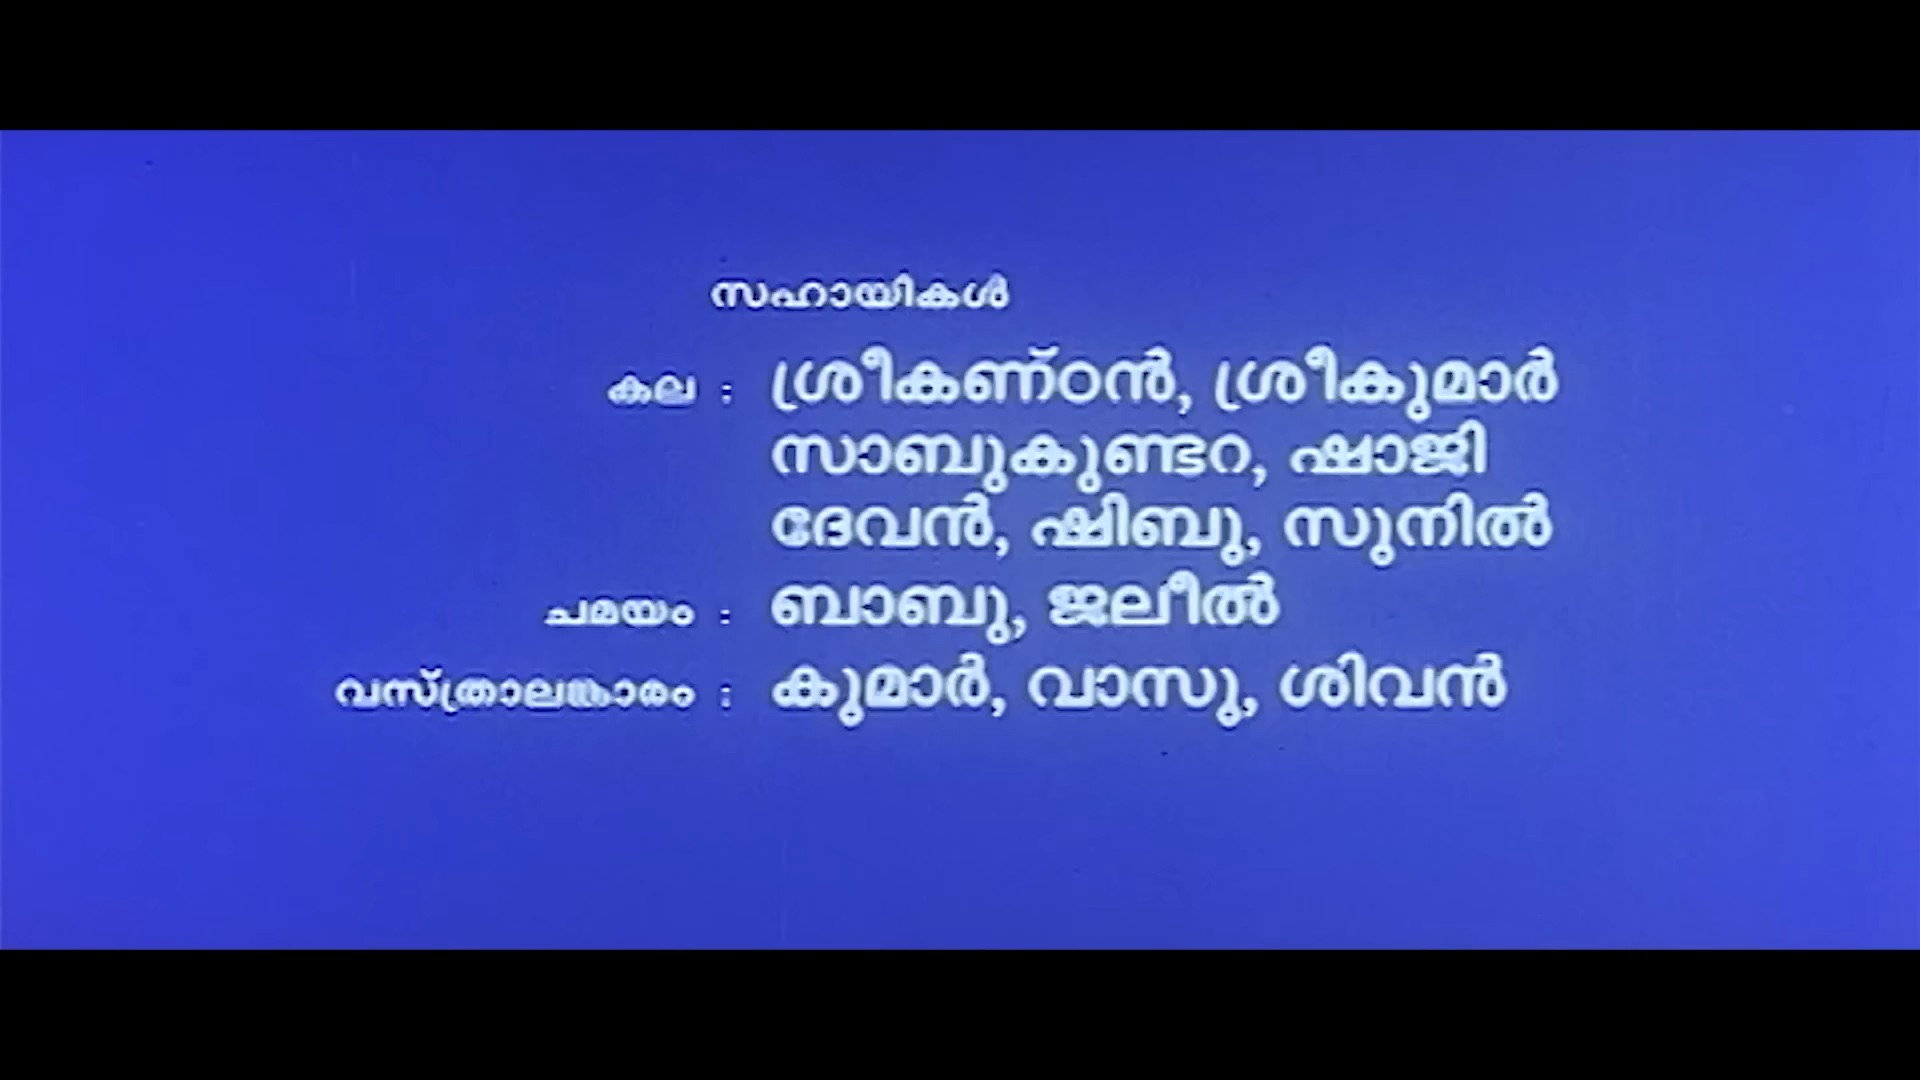 സഹായികൾ
കല : ശ്രീകണ്ഠൻ, ശ്രീകുമാർ
സാബുകുണ്ടറ, ഷാജി
ദേവൻ, ഷിബു, സുനിൽ
ചമയം : ബാബു, ജലീൽ
വസ്ത്രാലങ്കാരം : കുമാർ, വാസു, ശിവൻ